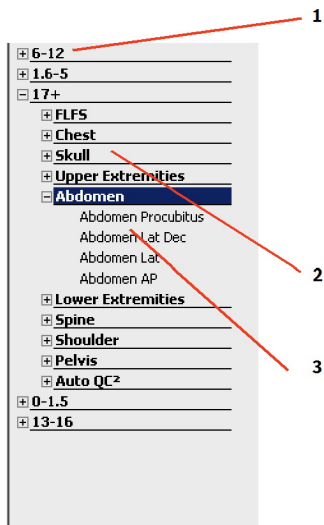 1
6-12
1.6-5
17+
FLFS
Chest
Skull
Upper Extremities
Abdomen
Abdomen Procubitus
Abdomen Lat Dec
Abdomen Lat
2
Abdomen AP
Lower Extremities
Spine
Shoulder
3
Pelvis
Auto QC²
0-1.5
13-16